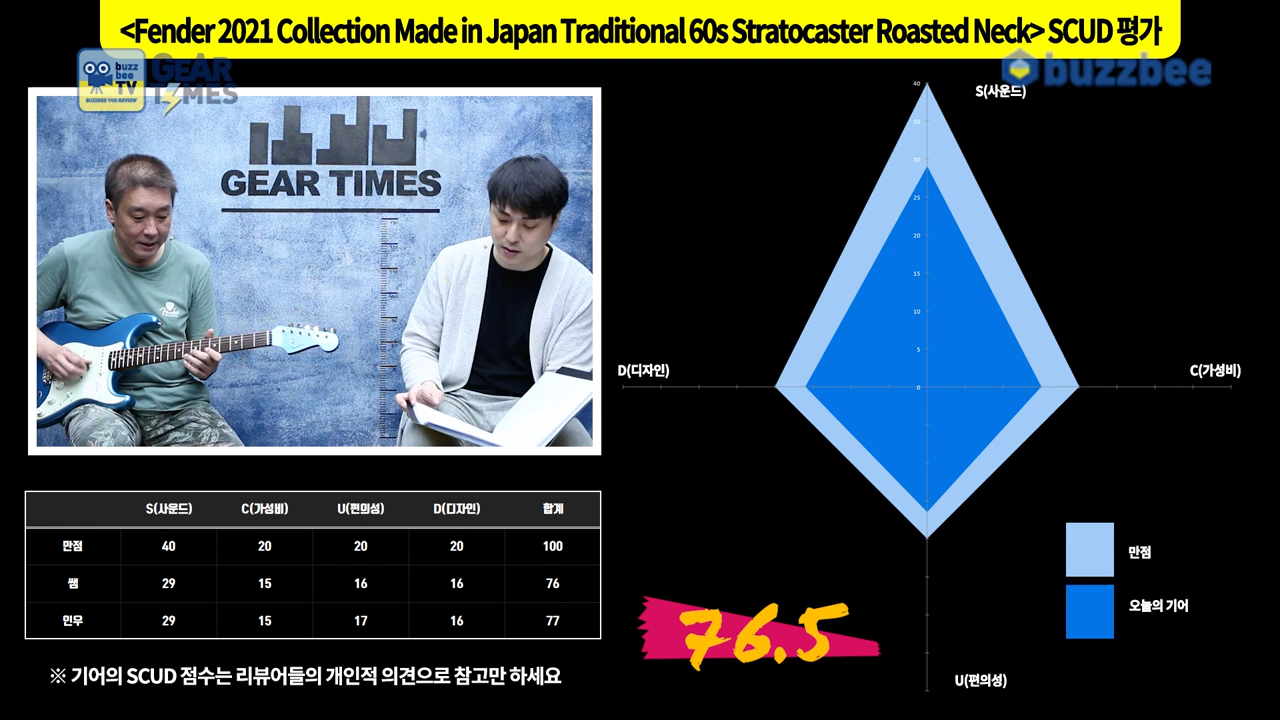 <Fender 2021 Collection Made in Japan Traditional 60s Stratocaster Roasted Neck> SCUD 평가
buzz
bee
TV
BUZZBEE VOD REVIEW
GEAR
TIMES
buzzbee
GEAR TIMES
S(사운드)
40
35
30
25
20
15
10
5
0
D(디자인)
C(가성비)
U(편의성)
만점
오늘의 기어
S(사운드) C(가성비) U(편의성) D(디자인) 합계
만점 40 20 20 20 100
쌤 29 15 16 16 76
민우 29 15 17 16 77
76.5
※ 기어의 SCUD 점수는 리뷰어들의 개인적 의견으로 참고만 하세요